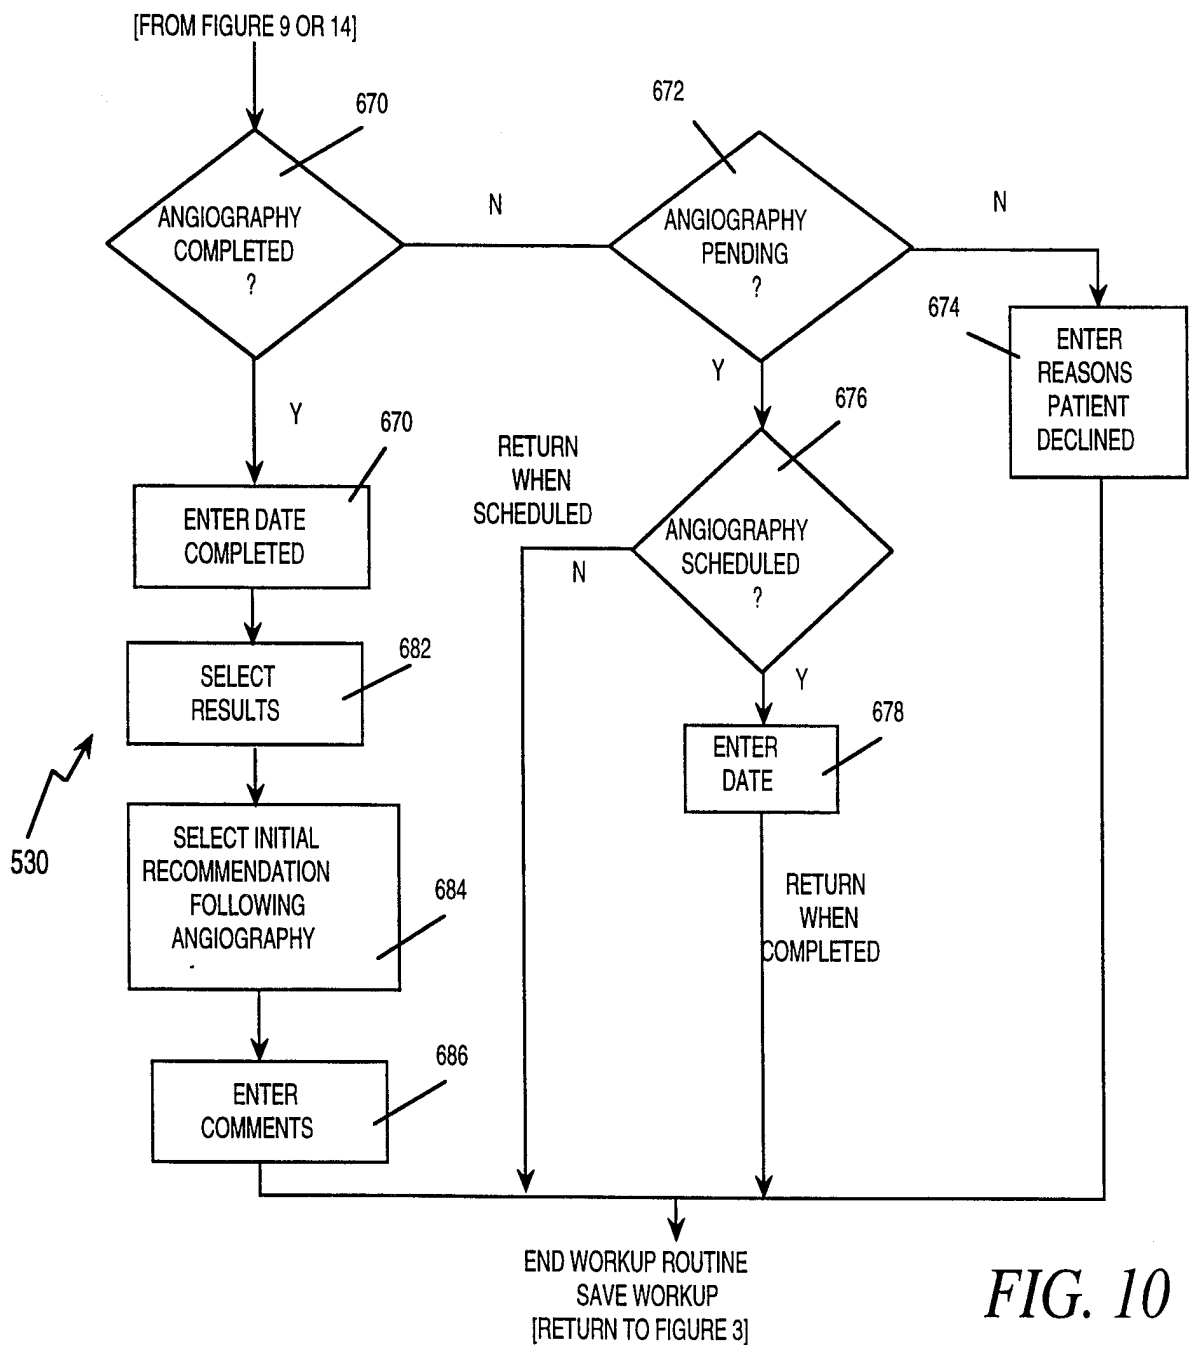 [FROM FIGURE 9 OR 14]
670
ANGIOGRAPHY
COMPLETED
?
N
672
ANGIOGRAPHY
PENDING
?
N
674
ENTER
REASONS
PATIENT
DECLINED
Y
670
ENTER DATE
COMPLETED
Y
676
RETURN
WHEN
SCHEDULED
ANGIOGRAPHY
SCHEDULED
?
N
Y
682
SELECT
RESULTS
678
ENTER
DATE
530
SELECT INITIAL
RECOMMENDATION
FOLLOWING
ANGIOGRAPHY
684
RETURN
WHEN
COMPLETED
686
ENTER
COMMENTS
END WORKUP ROUTINE
SAVE WORKUP
[RETURN TO FIGURE 3]
FIG. 10